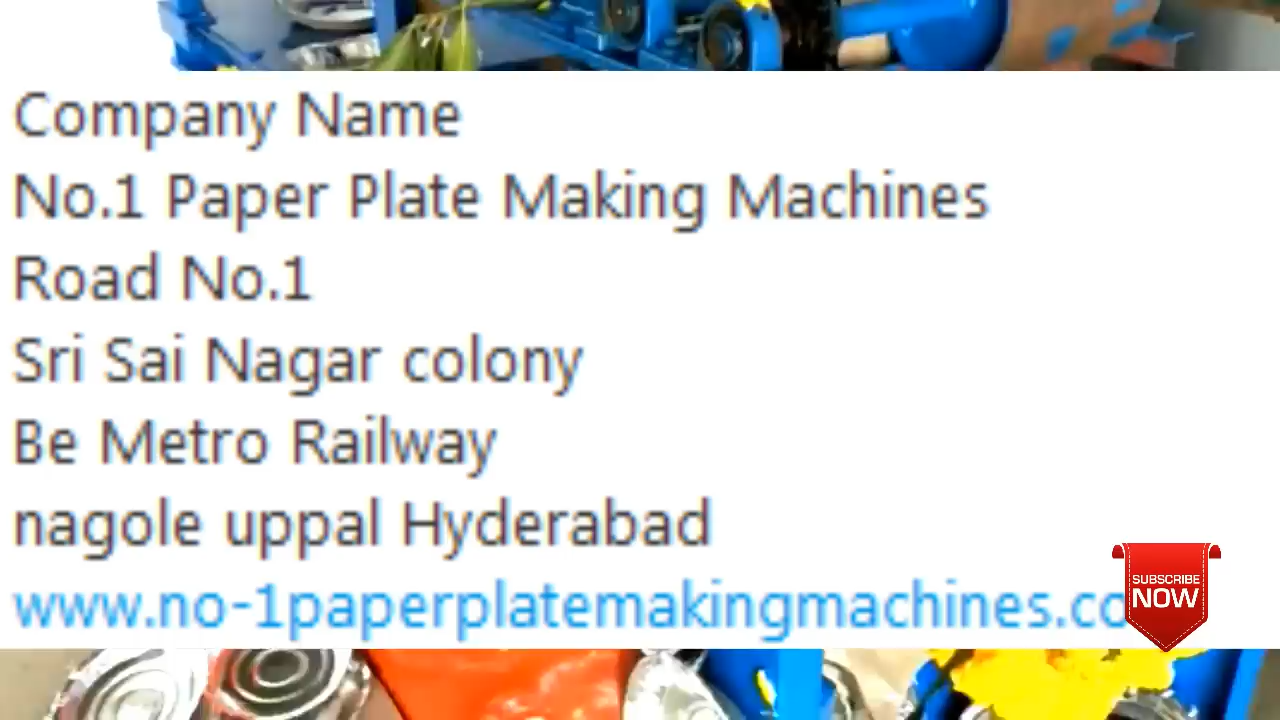 Company Name
No.1 Paper Plate Making Machines
Road No.1
Sri Sai Nagar colony
Be Metro Railway
nagole uppal Hyderabad
www.no-1paperplatemakingmachines.co
SUBSCRIBE
NOW